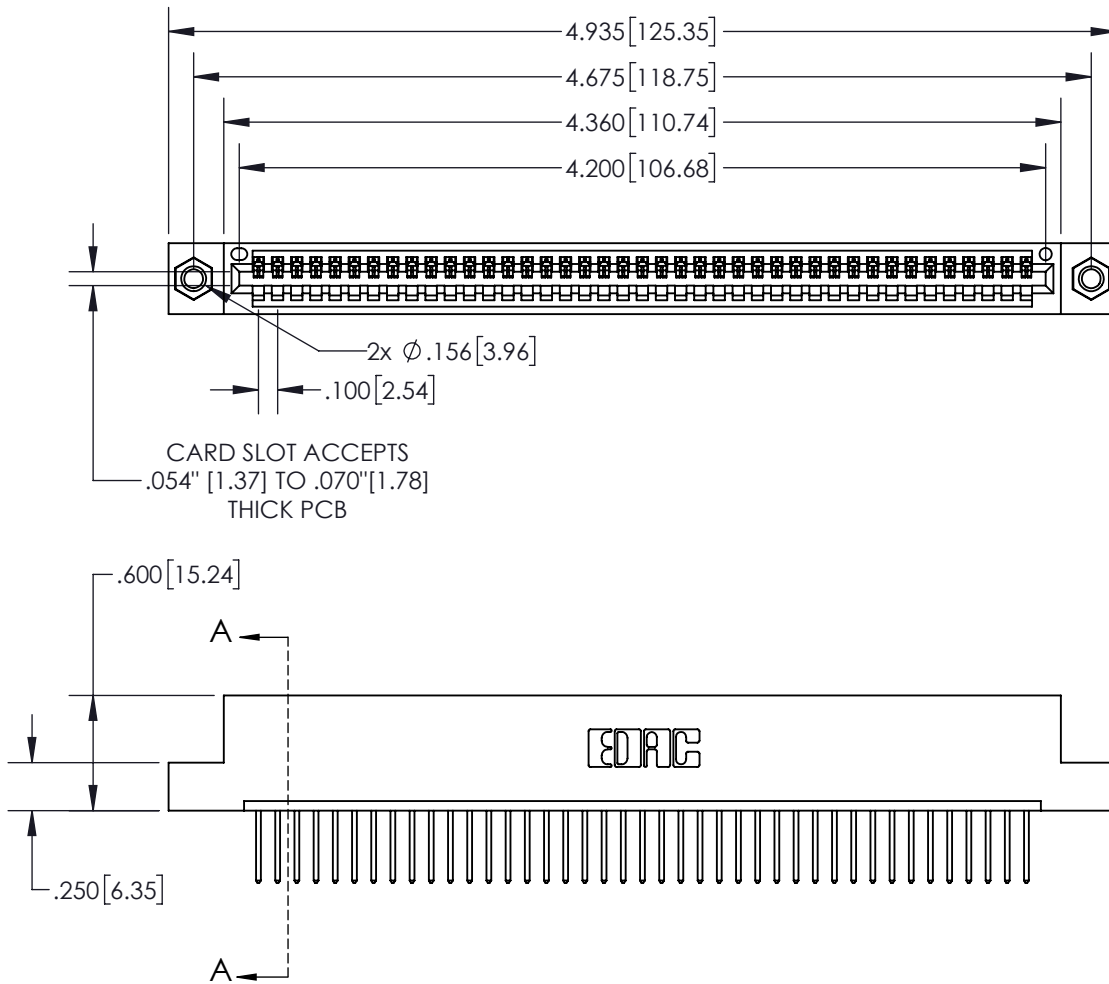 4.935[125.35]
4.675[118.75]
4.360[110.74]
4.200[106.68]
2x Ø.156[3.96]
.100[2.54]
CARD SLOT ACCEPTS
.054" [1.37] TO .070"[1.78]
THICK PCB
.600[15.24]
A
EDAC
.250[6.35]
A